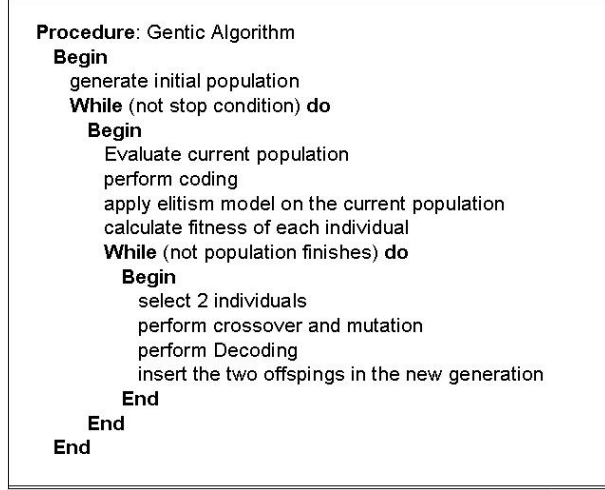 Procedure: Gentic Algorithm
Begin
generate initial population
While (not stop condition) do
Begin
Evaluate current population
perform coding
apply elitism model on the current population
calculate fitness of each individual
While (not population finishes) do
Begin
select 2 individuals
perform crossover and mutation
perform Decoding
insert the two offspings in the new generation
End
End
End